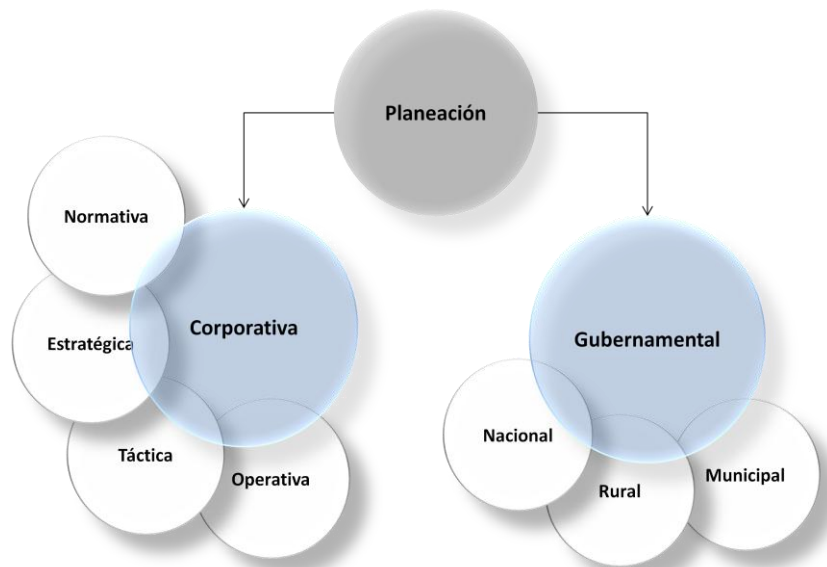 Planeación
Normativa
Corporativa
Estratégica
Táctica
Operativa
Gubernamental
Nacional
Rural
Municipal